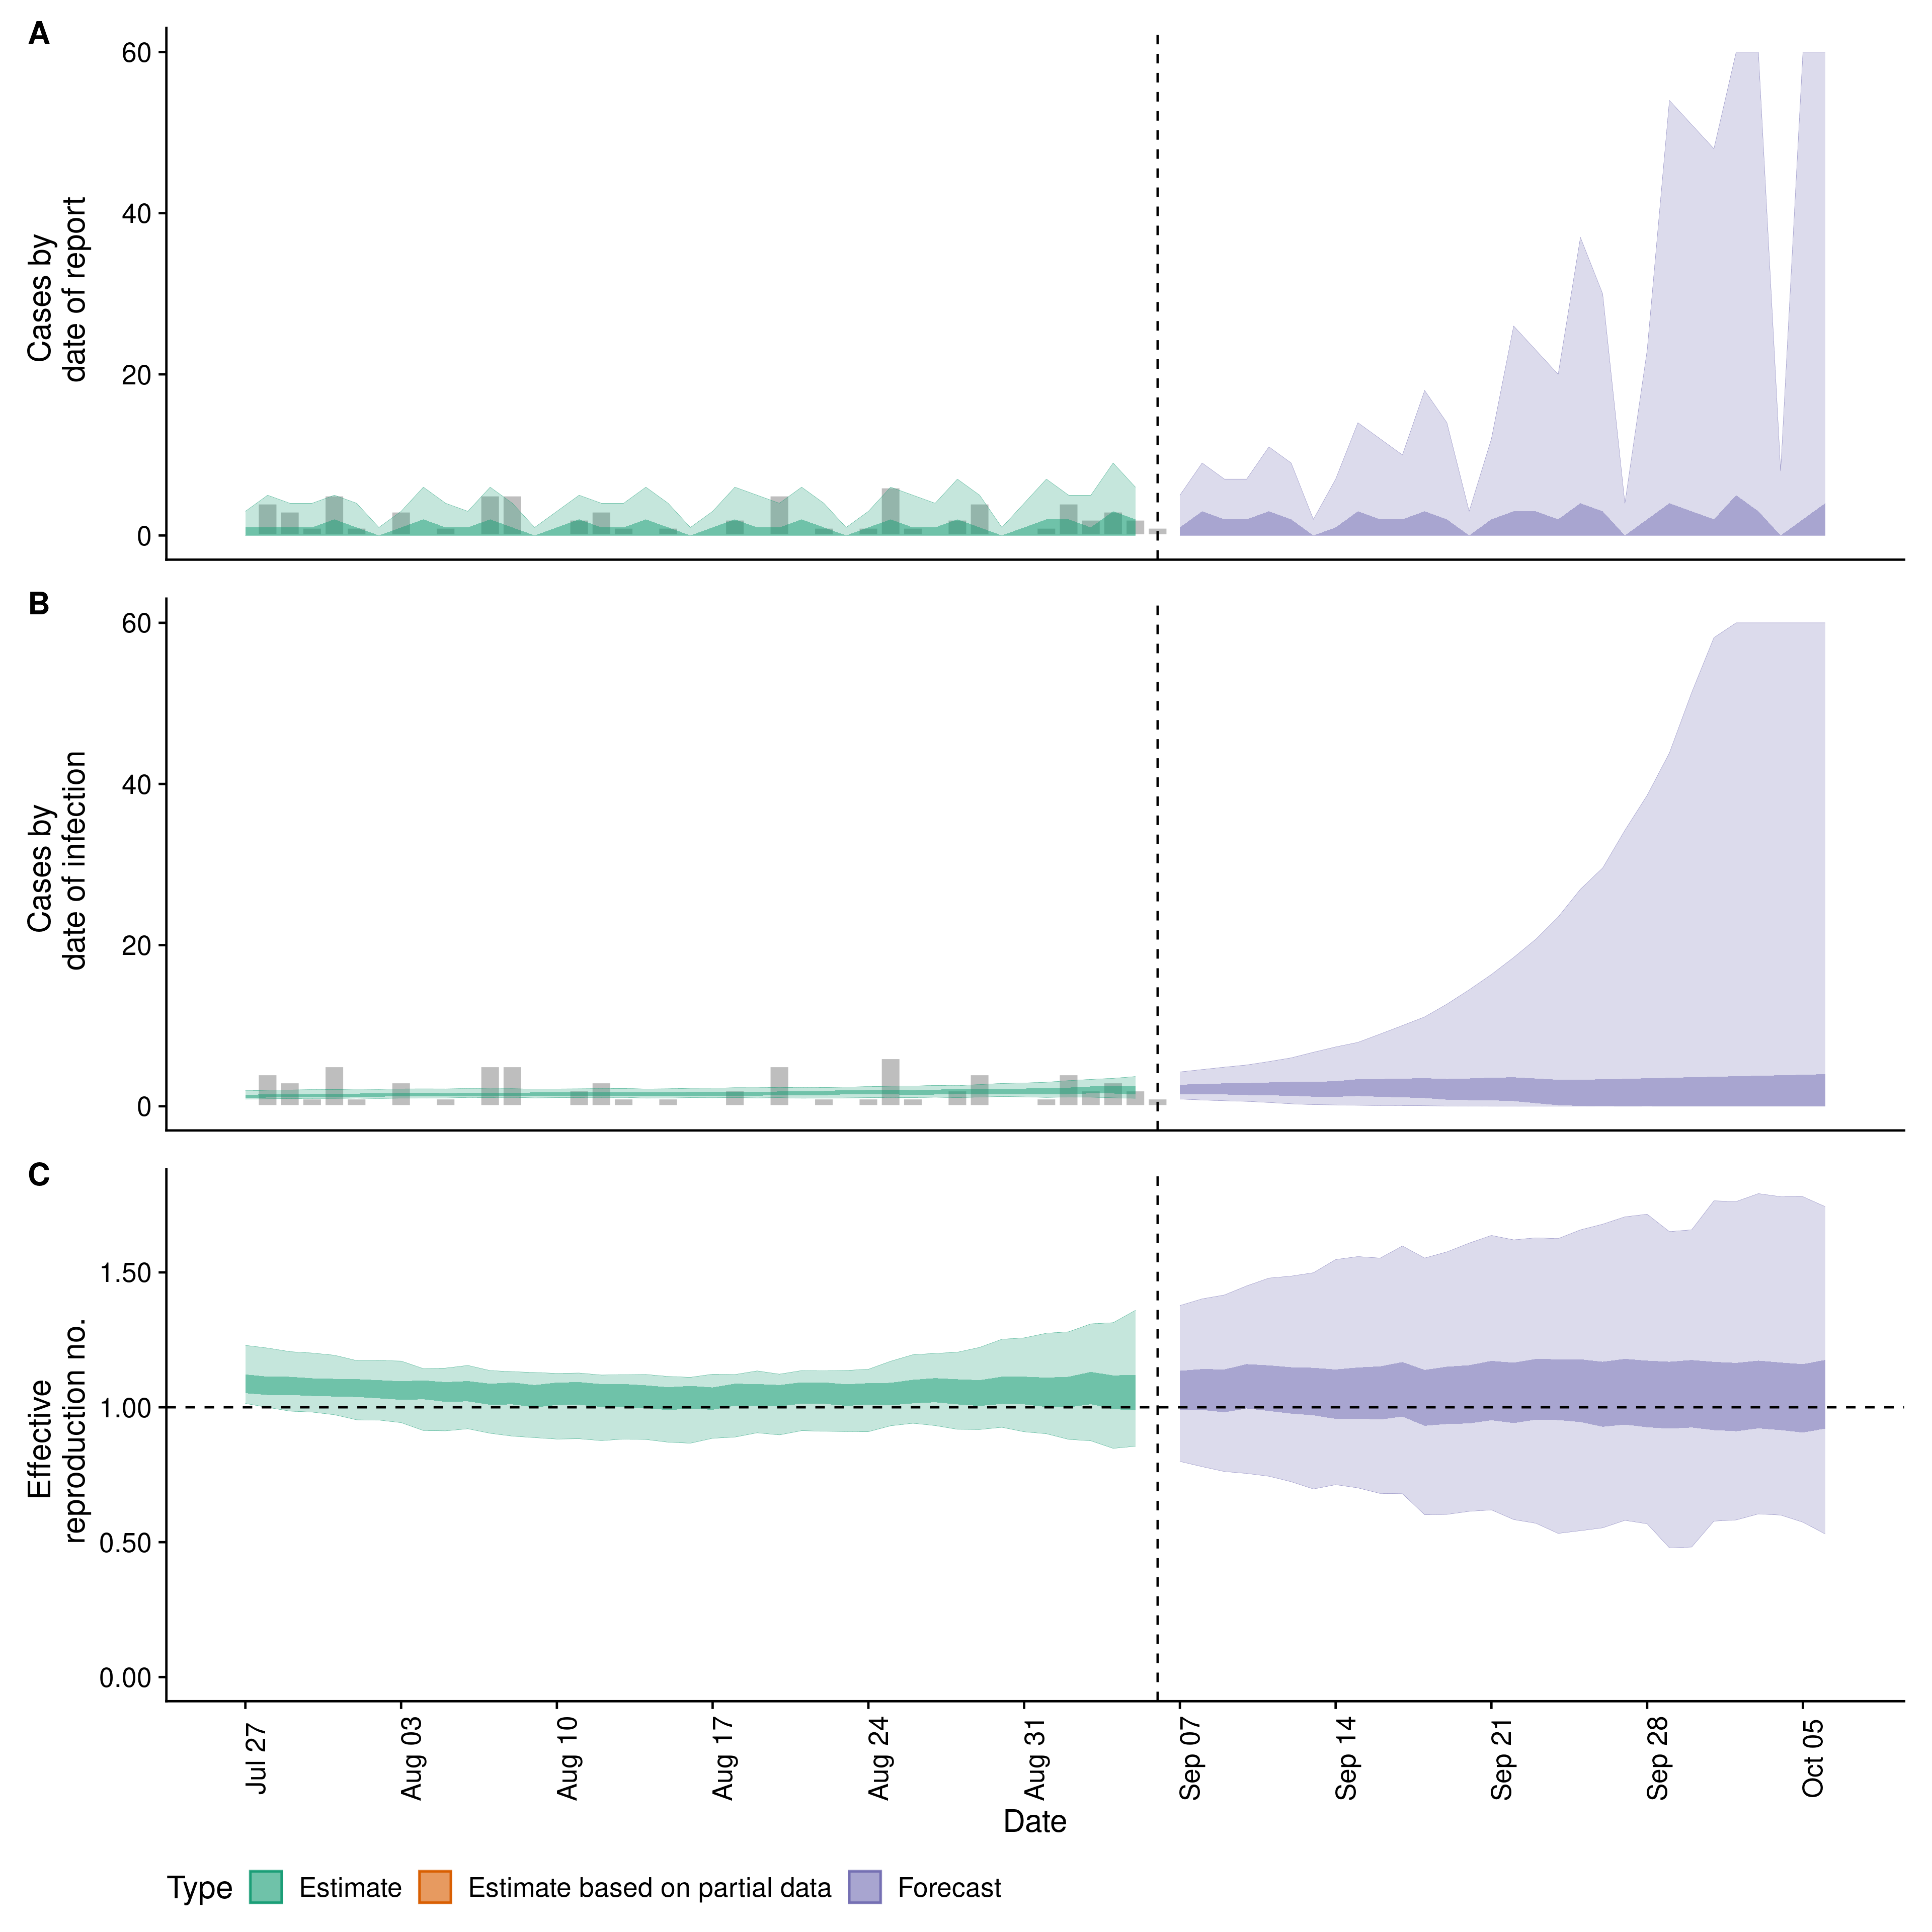 A
60
40
20
0
Cases by
date of report
B
60
40
20
0
Cases by
date of infection
C
1.50
1.00
0.50
0.00
Effective
reproduction no.
Jul 27
Aug 03
Aug 10
Aug 17
Aug 24
Aug 31
Sep 07
Sep 14
Sep 21
Sep 28
Oct 05
Date
Type Estimate Estimate based on partial data Forecast